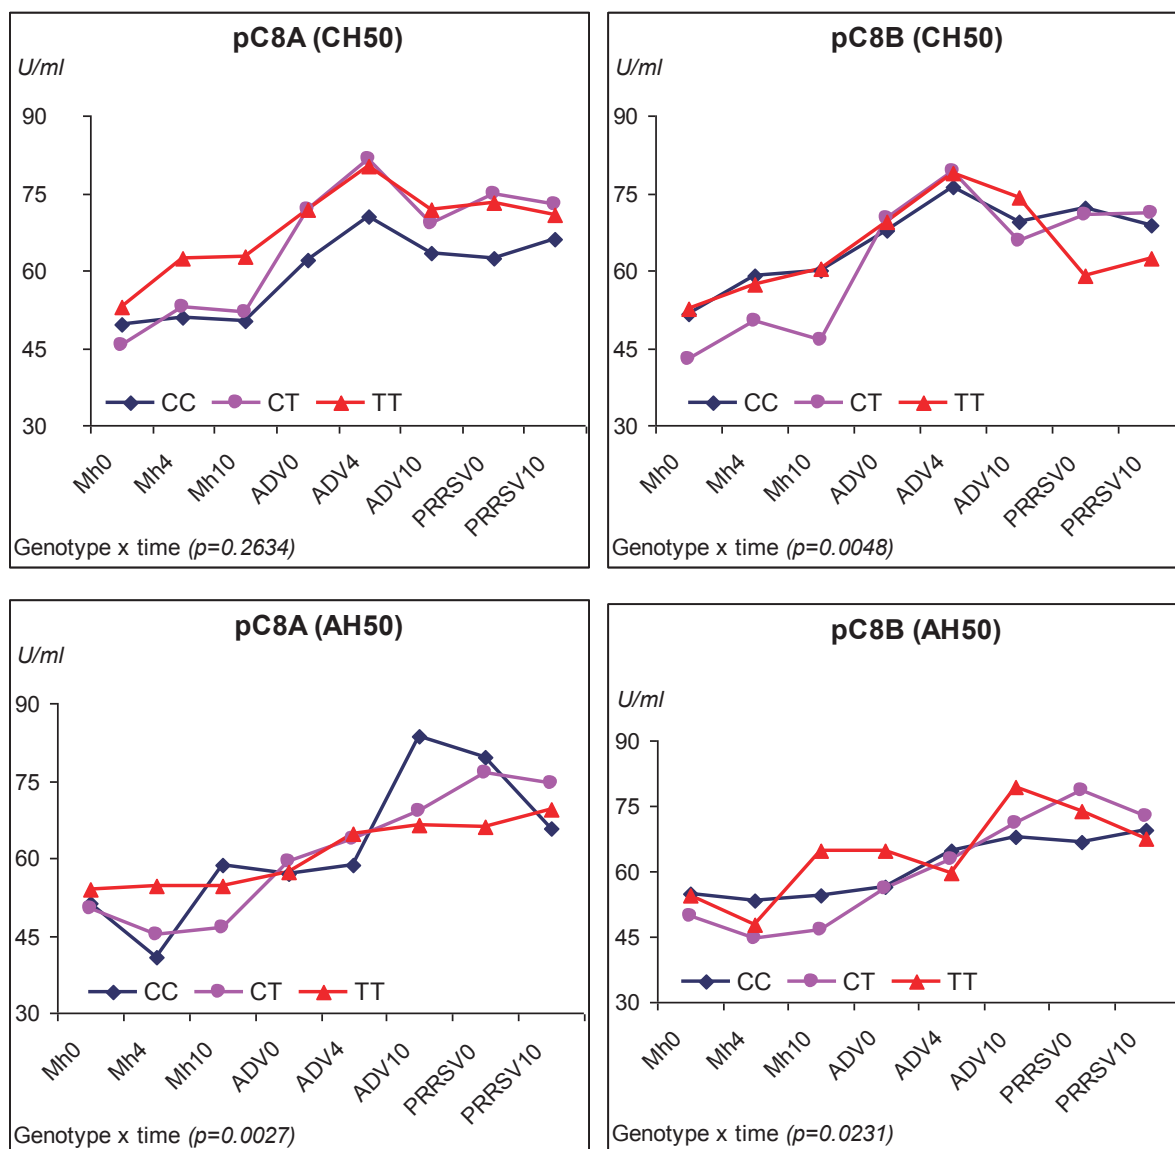 pC8A (CH50)
U/ml
90
75
60
45
30
CC CT TT
Mh0 Mh4 Mh10 ADV0 ADV4 ADV10 PRRSV0 PRRSV10
Genotype x time (p=0.2634)
pC8B (CH50)
U/ml
90
75
60
45
30
CC CT TT
Mh0 Mh4 Mh10 ADV0 ADV4 ADV10 PRRSV0 PRRSV10
Genotype x time (p=0.0048)
pC8A (AH50)
U/ml
90
75
60
45
30
CC CT TT
Mh0 Mh4 Mh10 ADV0 ADV4 ADV10 PRRSV0 PRRSV10
Genotype x time (p=0.0027)
pC8B (AH50)
U/ml
90
75
60
45
30
CC CT TT
Mh0 Mh4 Mh10 ADV0 ADV4 ADV10 PRRSV0 PRRSV10
Genotype x time (p=0.0231)